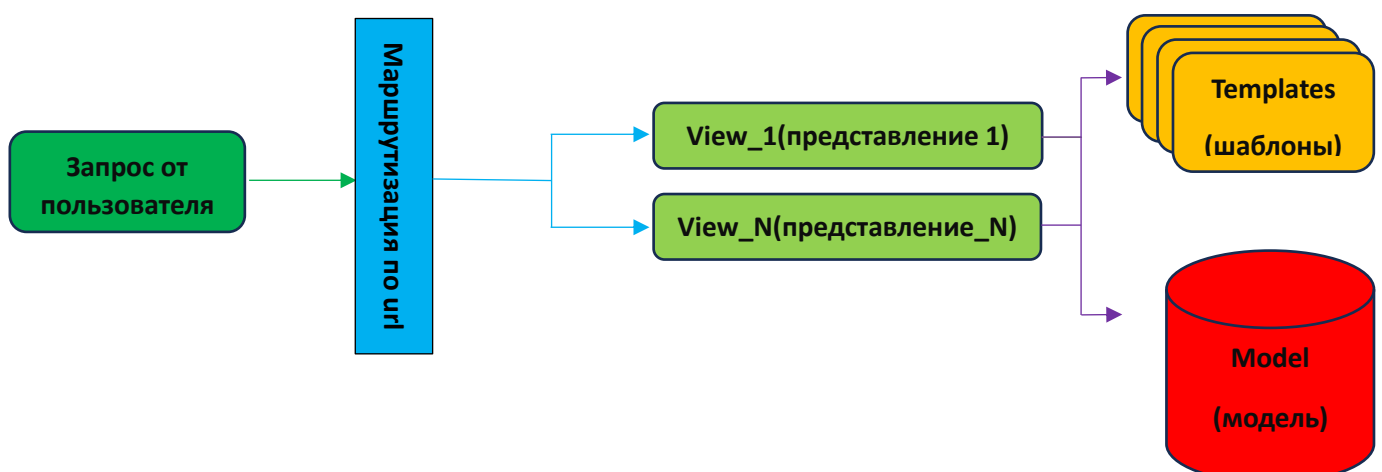 Запрос от
пользователя
Маршрутизация по url
View_1(представление 1)
View_N(представление_N)
Templates
(шаблоны)
Model
(модель)